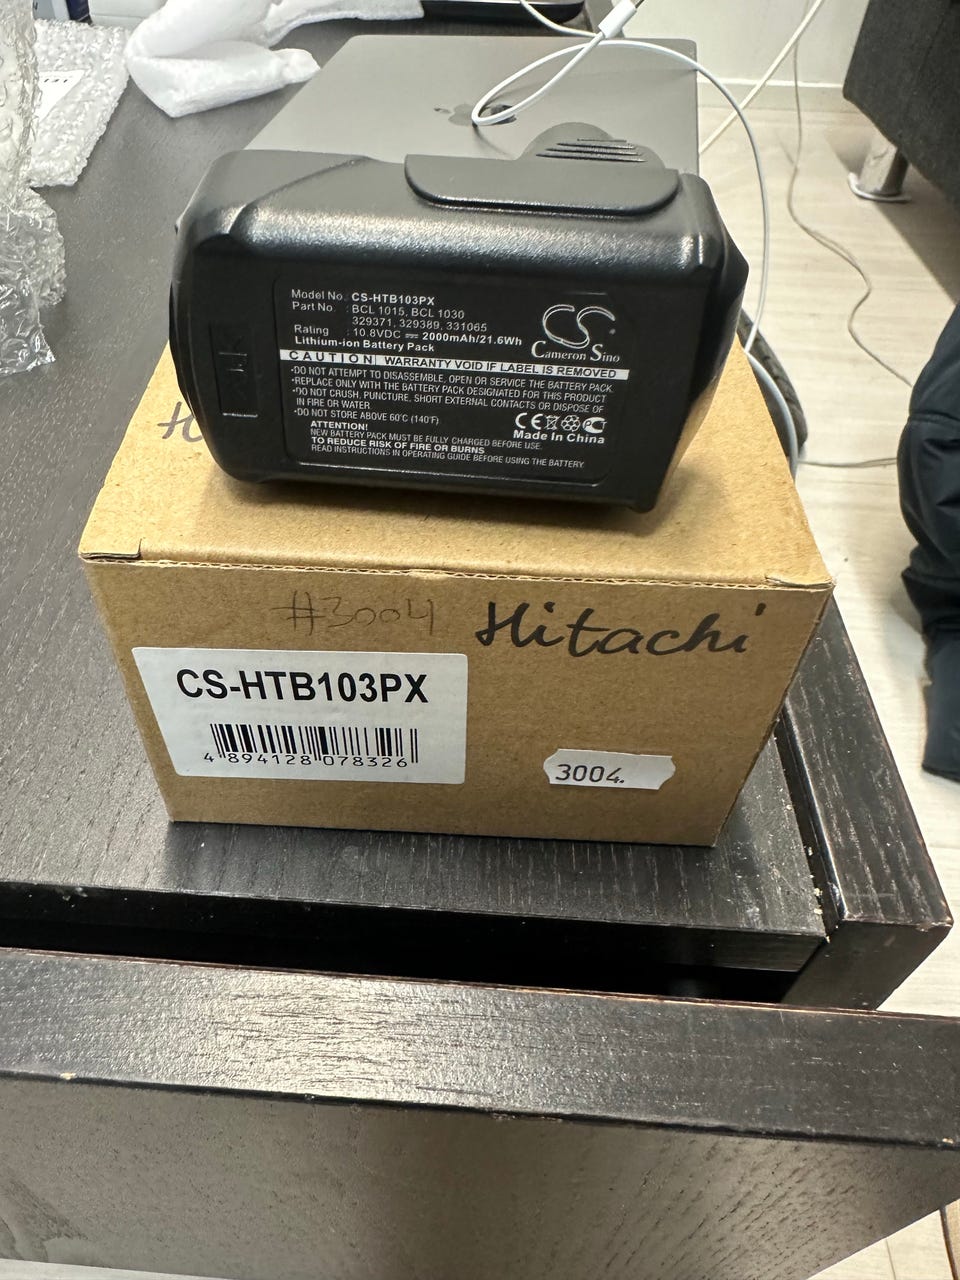 Model No. : CS-HTB103PX
Part No. : BCL 1015, BCL 1030
329371, 329389, 331065
Rating : 10.8VDC ⎓ 2000mAh/21.6Wh
Lithium-ion Battery Pack
CS
Cameron Sino
CAUTION WARRANTY VOID IF LABEL IS REMOVED
•DO NOT ATTEMPT TO DISASSEMBLE, OPEN OR SERVICE THE BATTERY PACK.
•REPLACE ONLY WITH THE BATTERY PACK DESIGNATED FOR THIS PRODUCT
•DO NOT CRUSH, PUNCTURE, SHORT EXTERNAL CONTACTS OR DISPOSE OF
IN FIRE OR WATER.
•DO NOT STORE ABOVE 60°C (140°F)
CE
Made In China
ATTENTION!
NEW BATTERY PACK MUST BE FULLY CHARGED BEFORE USE.
TO REDUCE RISK OF FIRE OR BURNS
READ INSTRUCTIONS IN OPERATING GUIDE BEFORE USING THE BATTERY.
#3004 Hitachi
CS-HTB103PX
4 894128 078326
3004.